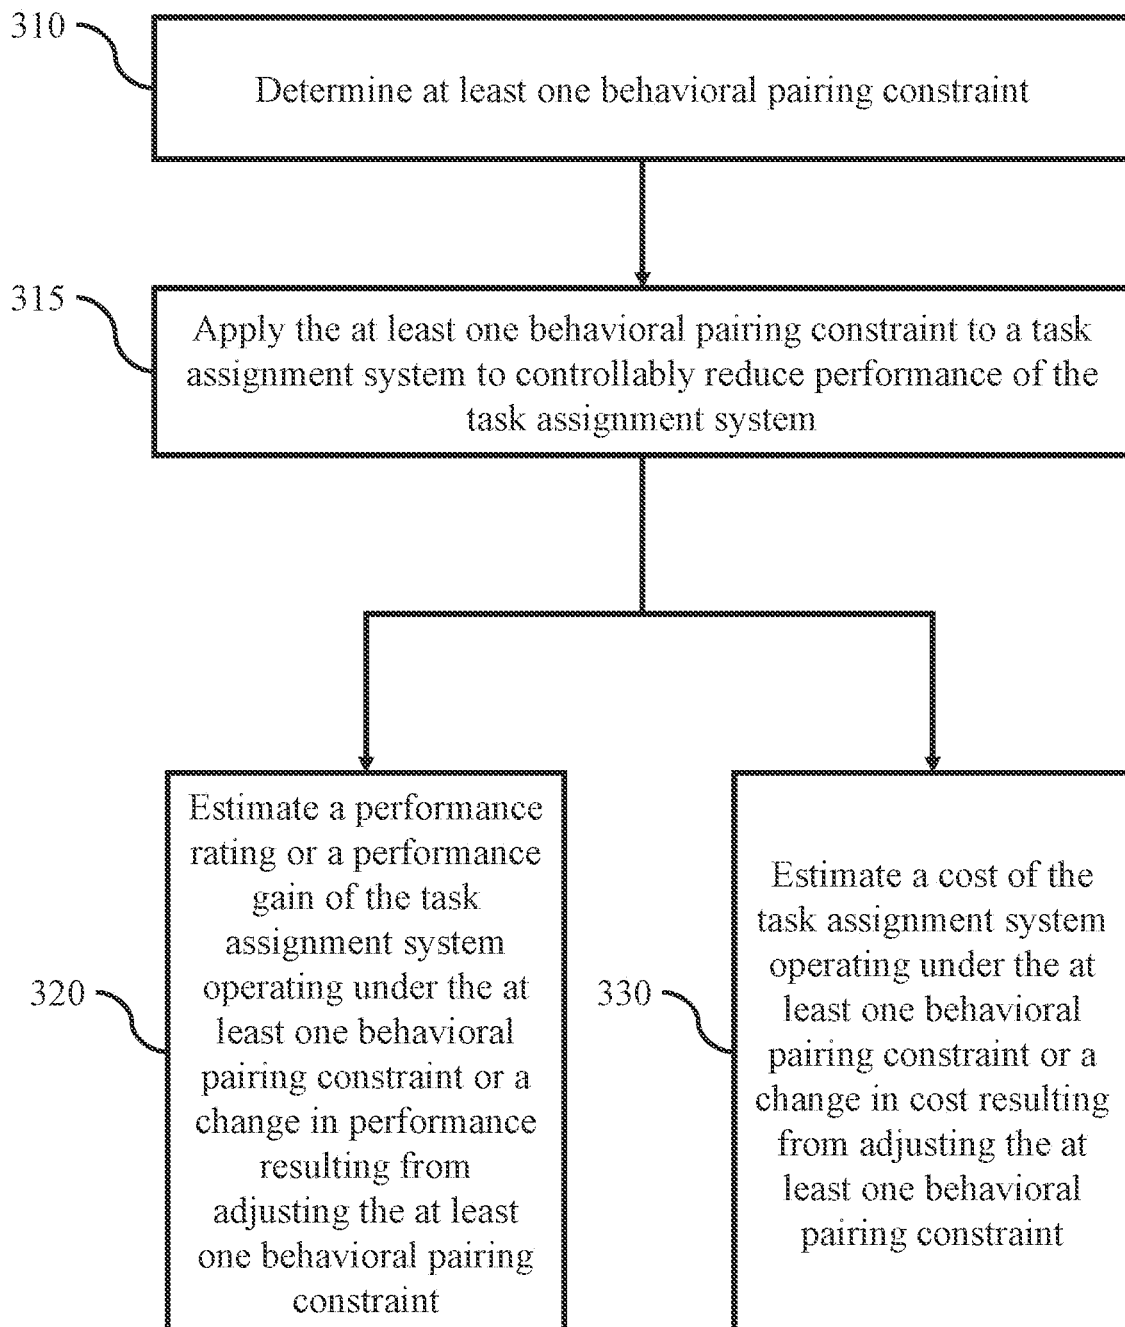 310
Determine at least one behavioral pairing constraint
315
Apply the at least one behavioral pairing constraint to a task
assignment system to controllably reduce performance of the
task assignment system
320
Estimate a performance
rating or a performance
gain of the task
assignment system
operating under the at
least one behavioral
pairing constraint or a
change in performance
resulting from
adjusting the at least
one behavioral pairing
constraint
330
Estimate a cost of the
task assignment system
operating under the at
least one behavioral
pairing constraint or a
change in cost resulting
from adjusting the at
least one behavioral
pairing constraint